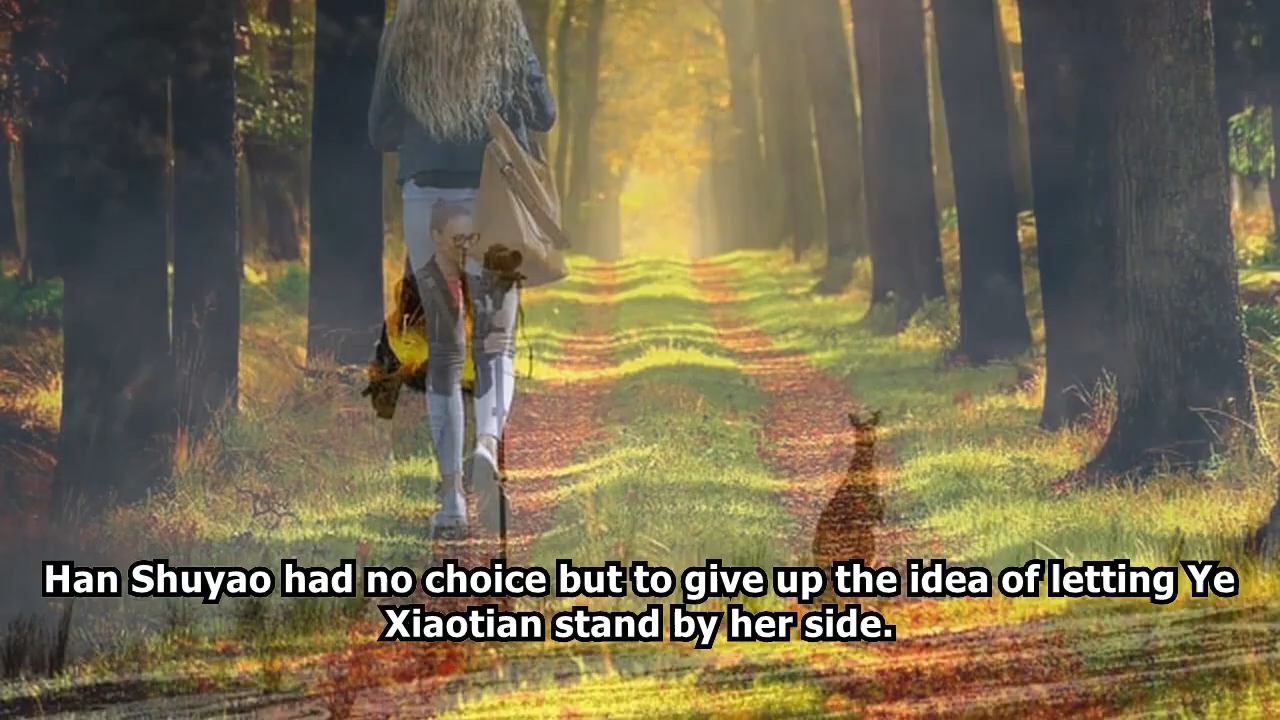 Han Shuyao had no choice but to give up the idea of letting Ye
Xiaotian stand by her side.